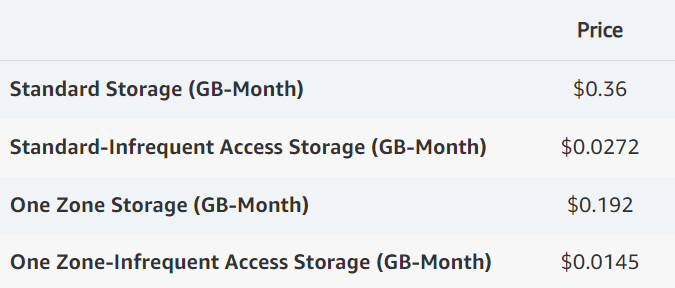 Price
Standard Storage (GB-Month) $0.36
Standard-Infrequent Access Storage (GB-Month) $0.0272
One Zone Storage (GB-Month) $0.192
One Zone-Infrequent Access Storage (GB-Month) $0.0145